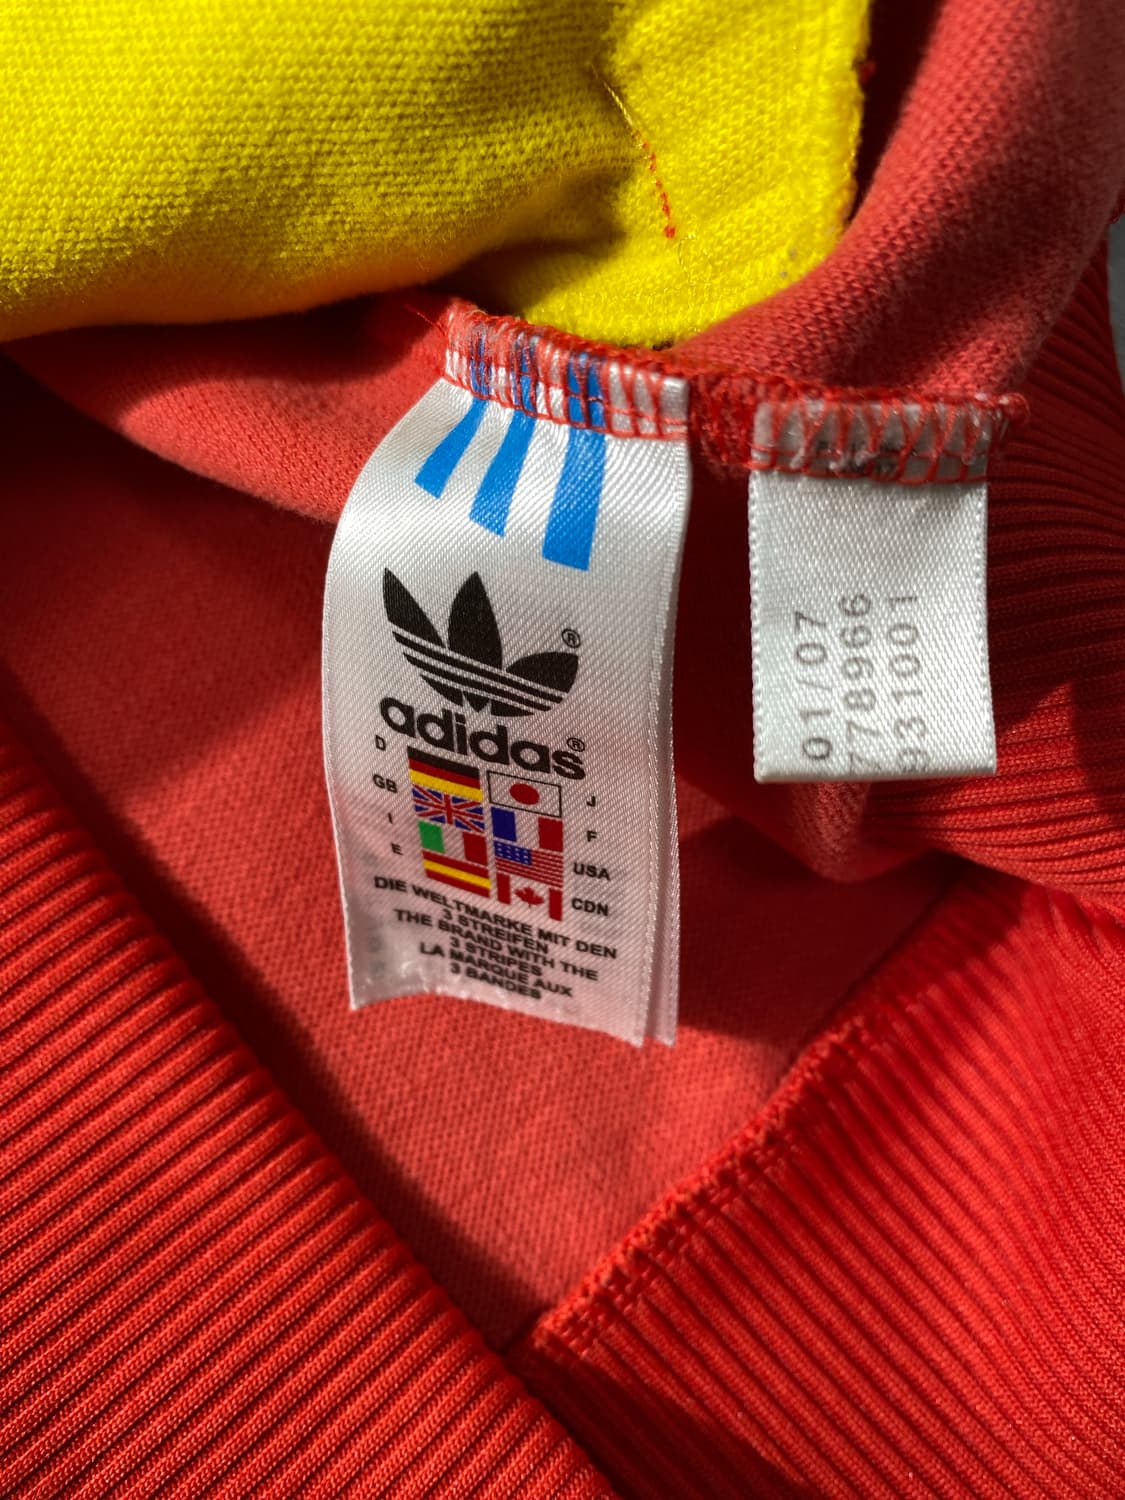 ®
adidas®
D
J
GB
F
I
USA
E
CDN
DIE WELTMARKE MIT DEN
3 STREIFEN
THE BRAND WITH THE
3 STRIPES
LA MARQUE AUX
3 BANDES
01/07
778966
931001